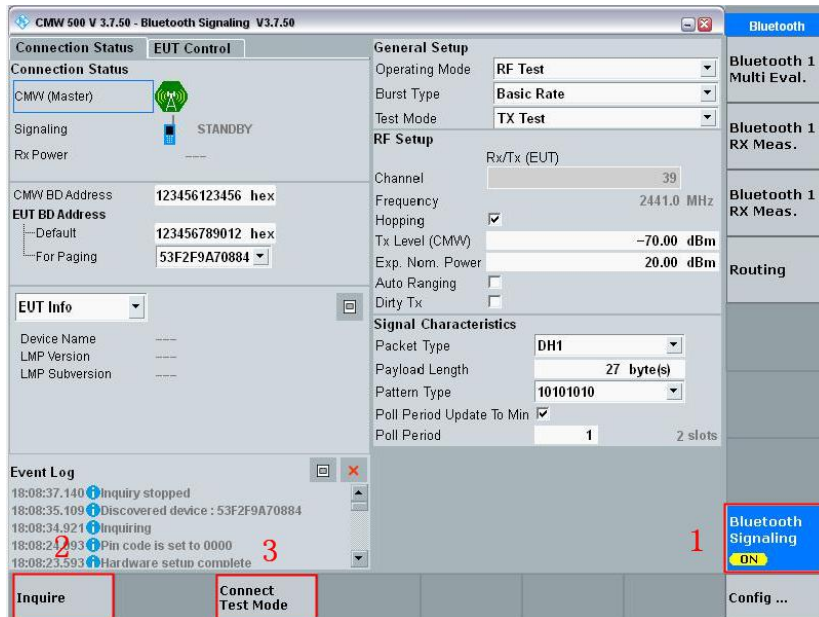 CMW 500 V 3.7.50 - Bluetooth Signaling V3.7.50
Connection Status
EUT Control
Connection Status
CMW (Master)
Signaling STANDBY
Rx Power ---
CMW BD Address 123456123456 hex
EUT BD Address
Default 123456789012 hex
For Paging 53F2F9A70884
EUT Info
Device Name ---
LMP Version ---
LMP Subversion ---
Event Log
18:08:37.140 Inquiry stopped
18:08:35.109 Discovered device : 53F2F9A70884
18:08:34.921 Inquiring
18:08:24.093 Pin code is set to 0000
18:08:23.593 Hardware setup complete
2
3
Inquire
Connect
Test Mode
General Setup
Operating Mode RF Test
Burst Type Basic Rate
Test Mode TX Test
RF Setup
Rx/Tx (EUT)
Channel 39
Frequency 2441.0 MHz
Hopping
Tx Level (CMW) -70.00 dBm
Exp. Nom. Power 20.00 dBm
Auto Ranging
Dirty Tx
Signal Characteristics
Packet Type DH1
Payload Length 27 byte(s)
Pattern Type 10101010
Poll Period Update To Min
Poll Period 1 2 slots
1
Bluetooth
Bluetooth 1
Multi Eval.
Bluetooth 1
RX Meas.
Bluetooth 1
RX Meas.
Routing
Bluetooth
Signaling
ON
Config ...